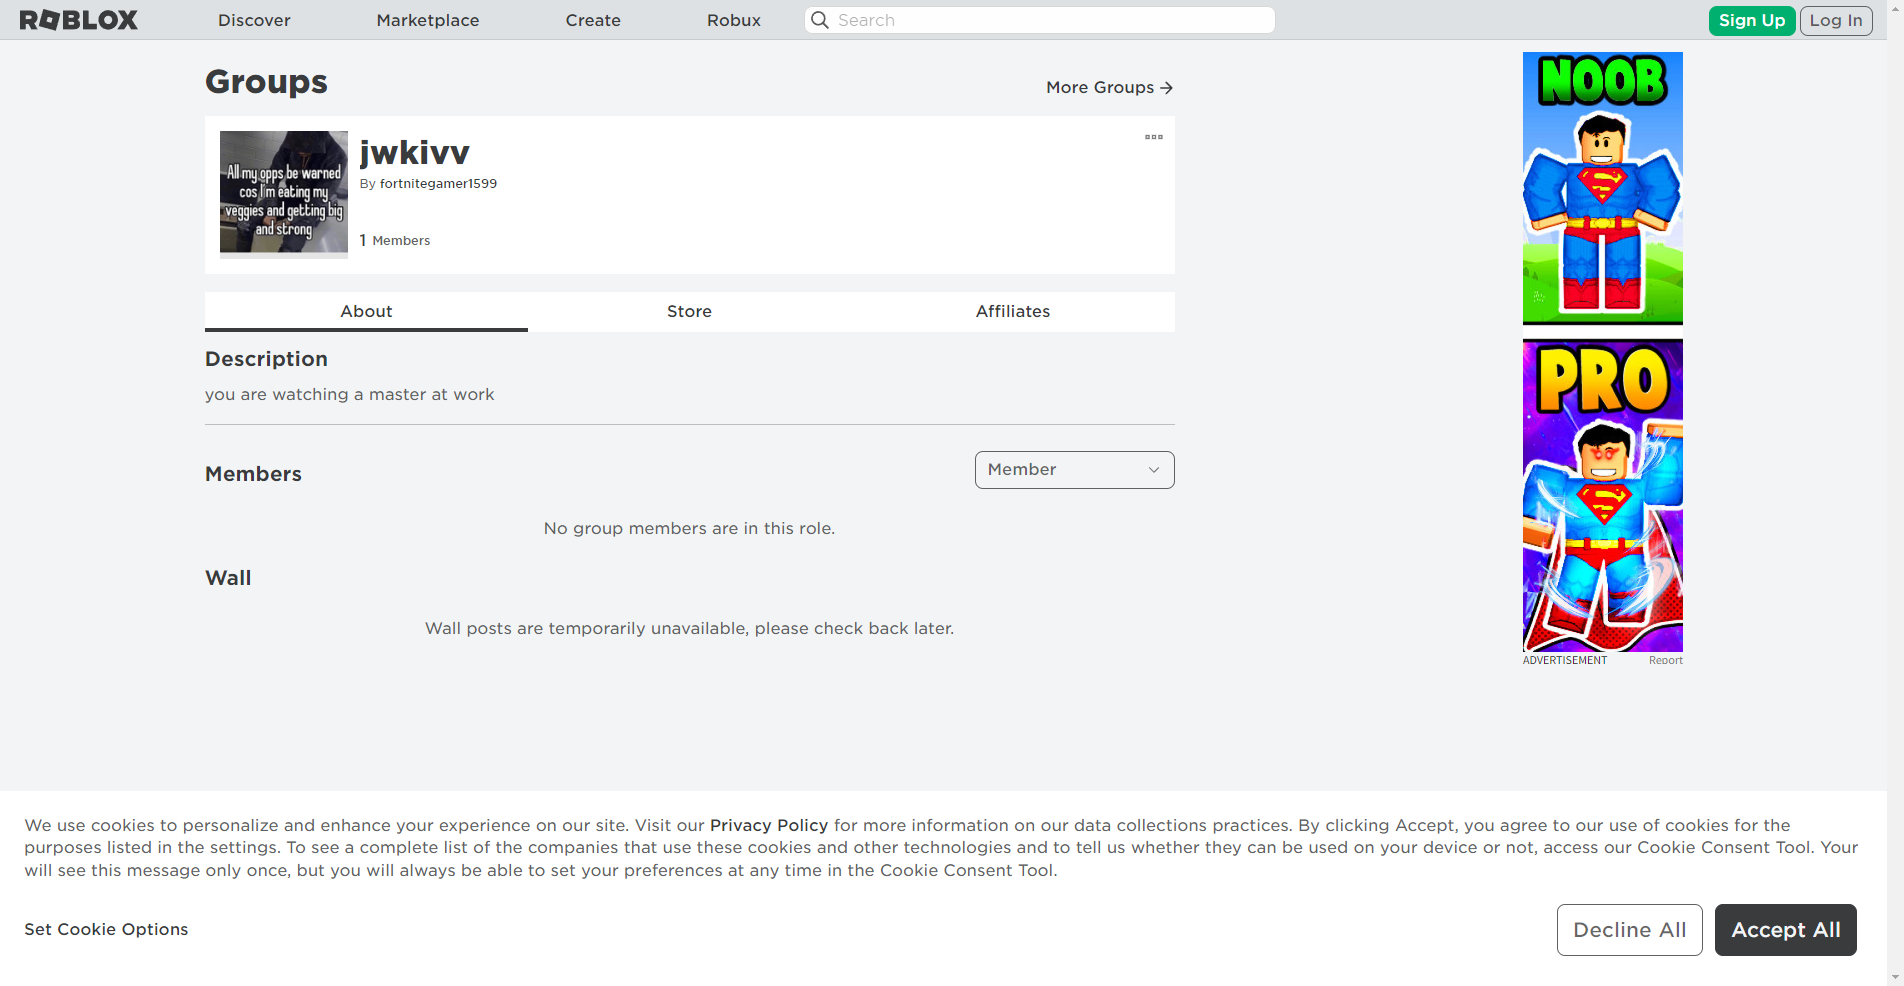 ROBLOX
Discover
Marketplace
Create
Robux
Search
Sign Up
Log In
Groups
More Groups
All my opps be warned
cos I'm eating my
veggies and getting big
and strong
jwkivv
By fortnitegamer1599
1 Members
About
Store
Affiliates
Description
you are watching a master at work
Members
Member
No group members are in this role.
Wall
Wall posts are temporarily unavailable, please check back later.
NOOB
PRO
ADVERTISEMENT
Report
We use cookies to personalize and enhance your experience on our site. Visit our Privacy Policy for more information on our data collections practices. By clicking Accept, you agree to our use of cookies for the
purposes listed in the settings. To see a complete list of the companies that use these cookies and other technologies and to tell us whether they can be used on your device or not, access our Cookie Consent Tool. Your
will see this message only once, but you will always be able to set your preferences at any time in the Cookie Consent Tool.
Set Cookie Options
Decline All
Accept All